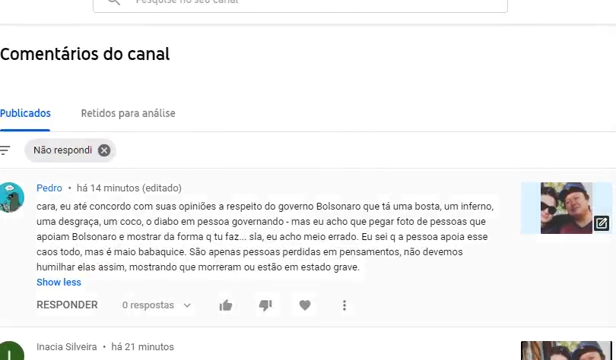 Pesquise no seu canal
Comentários do canal
Publicados
Retidos para análise
Não respondi
Pedro • há 14 minutos (editado)
cara, eu até concordo com suas opiniões a respeito do governo Bolsonaro que tá uma bosta, um inferno,
uma desgraça, um coco, o diabo em pessoa governando - mas eu acho que pegar foto de pessoas que
apoiam Bolsonaro e mostrar da forma q tu faz... sla, eu acho meio errado. Eu sei q a pessoa apoia esse
caos todo, mas é maio babaquice. São apenas pessoas perdidas em pensamentos, não devemos
humilhar elas assim, mostrando que morreram ou estão em estado grave.
Show less
RESPONDER
0 respostas
L
Inacia Silveira • há 21 minutos